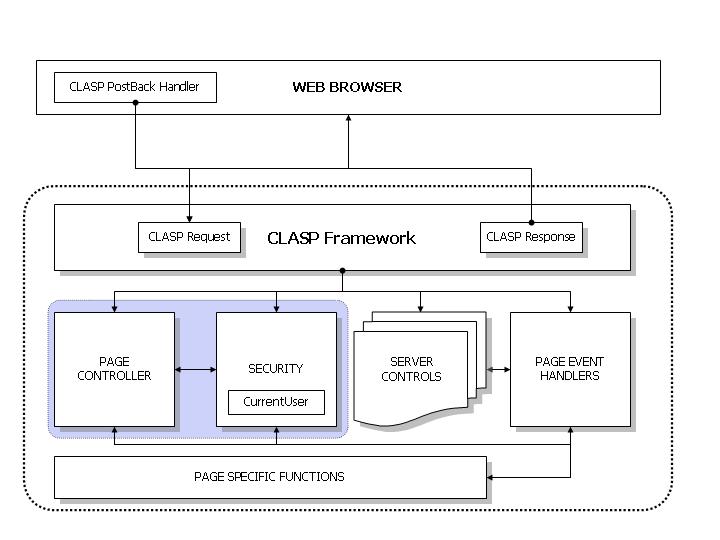 CLASP PostBack Handler
WEB BROWSER
CLASP Request
CLASP Framework
CLASP Response
PAGE
CONTROLLER
SECURITY
CurrentUser
SERVER
CONTROLS
PAGE EVENT
HANDLERS
PAGE SPECIFIC FUNCTIONS